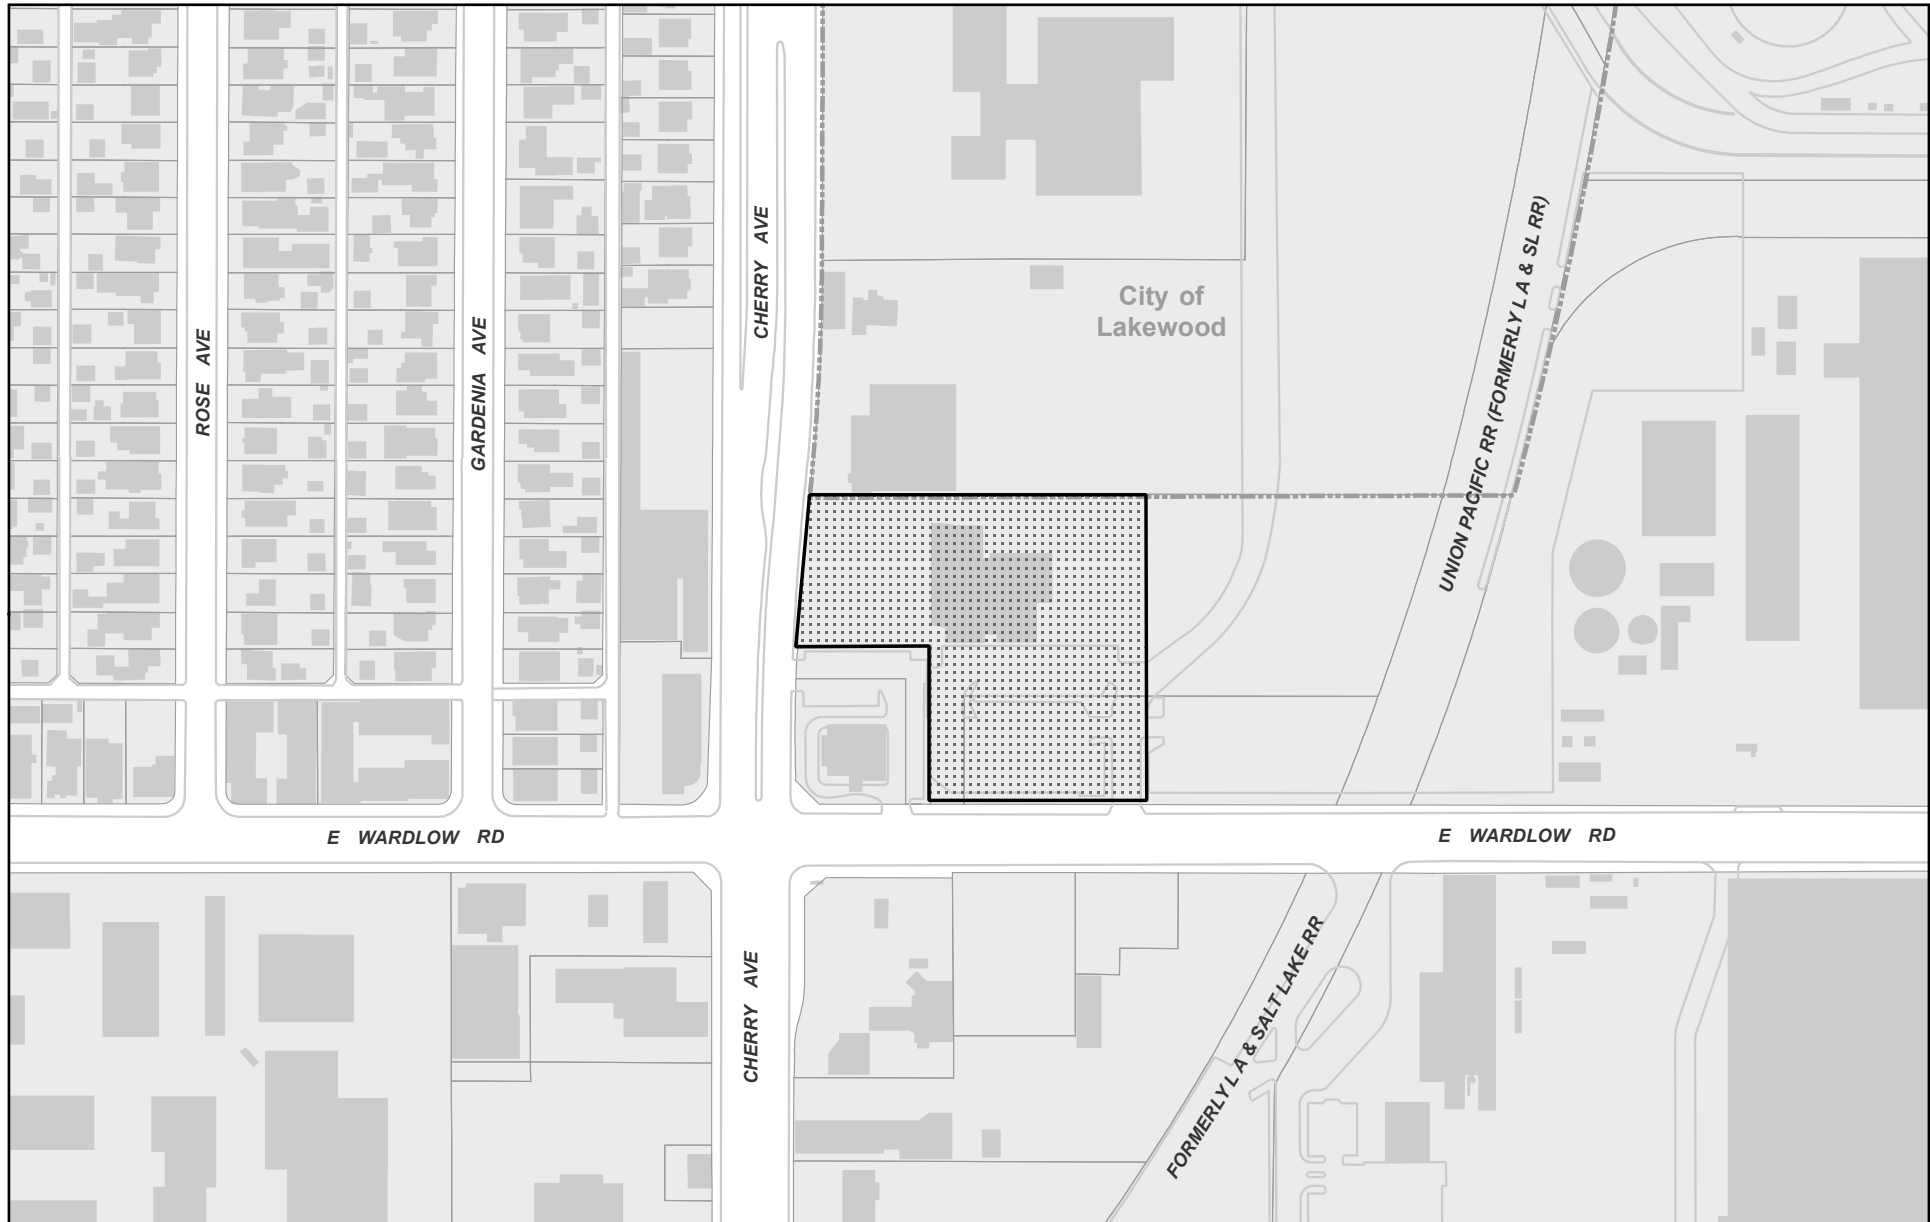 CHERRY AVE
City of
Lakewood
UNION PACIFIC RR (FORMERLY L A & SL RR)
ROSE AVE
GARDENIA AVE
E WARDLOW RD
E WARDLOW RD
CHERRY AVE
FORMERLY L A & SALT LAKE RR